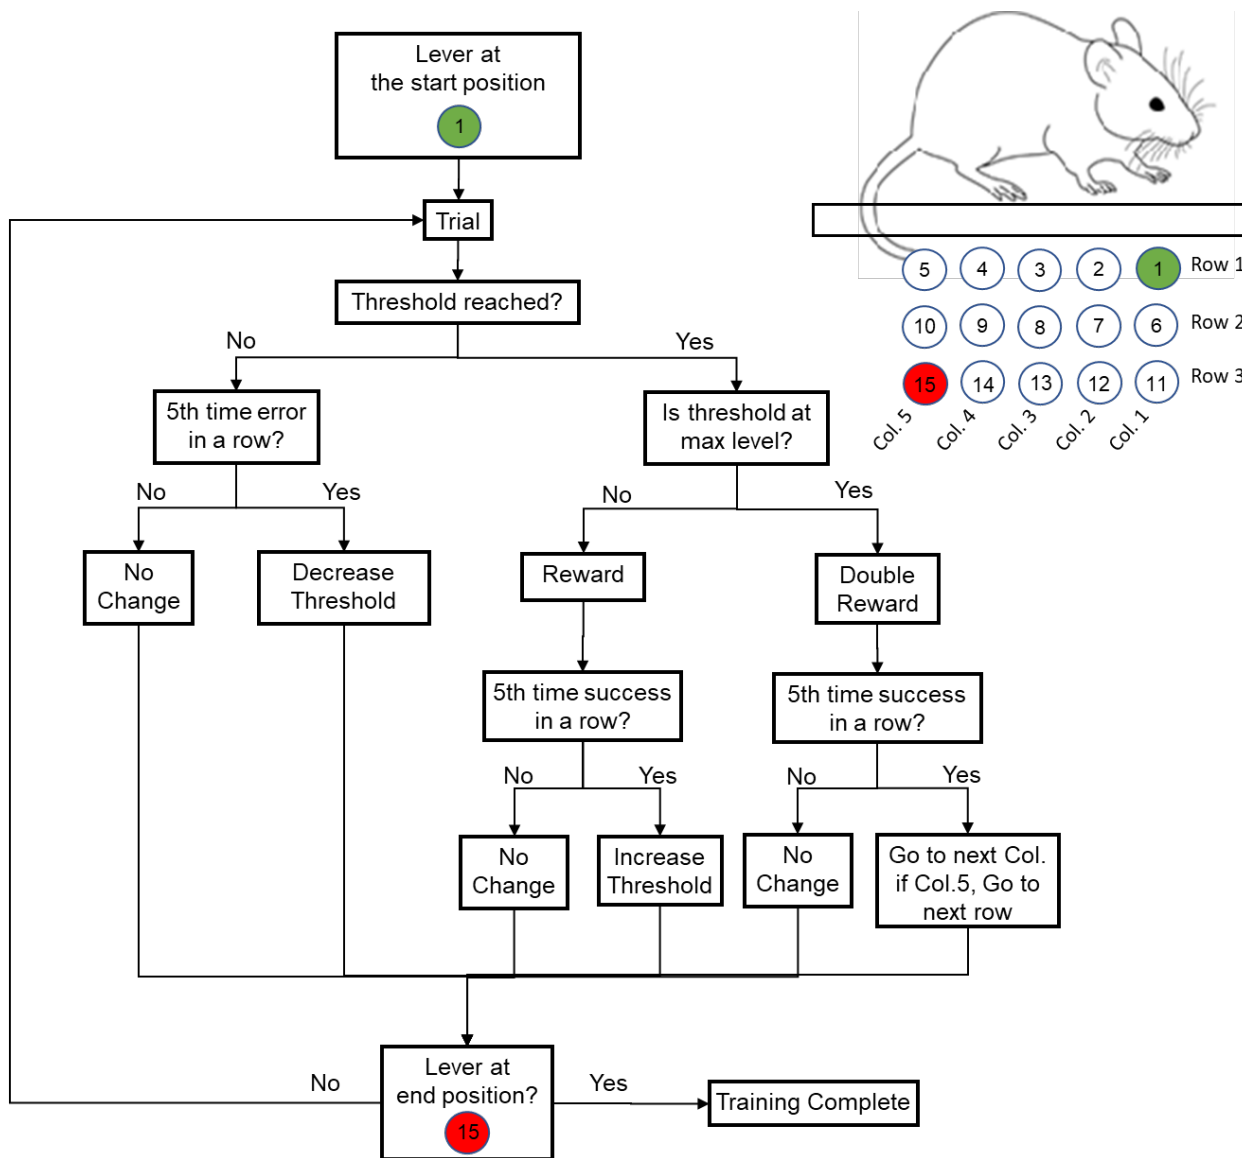 Lever at
the start position
1
Trial
Threshold reached?
No
Yes
5th time error
in a row?
Is threshold at
max level?
No
Yes
No
Yes
No
Change
Decrease
Threshold
Reward
Double
Reward
5th time success
in a row?
5th time success
in a row?
No
Yes
No
Yes
No
Change
Increase
Threshold
No
Change
Go to next Col.
if Col.5, Go to
next row
Lever at
end position?
15
No
Yes
Training Complete
5 4 3 2 1 Row 1
10 9 8 7 6 Row 2
15 14 13 12 11 Row 3
Col. 5 Col. 4 Col. 3 Col. 2 Col. 1